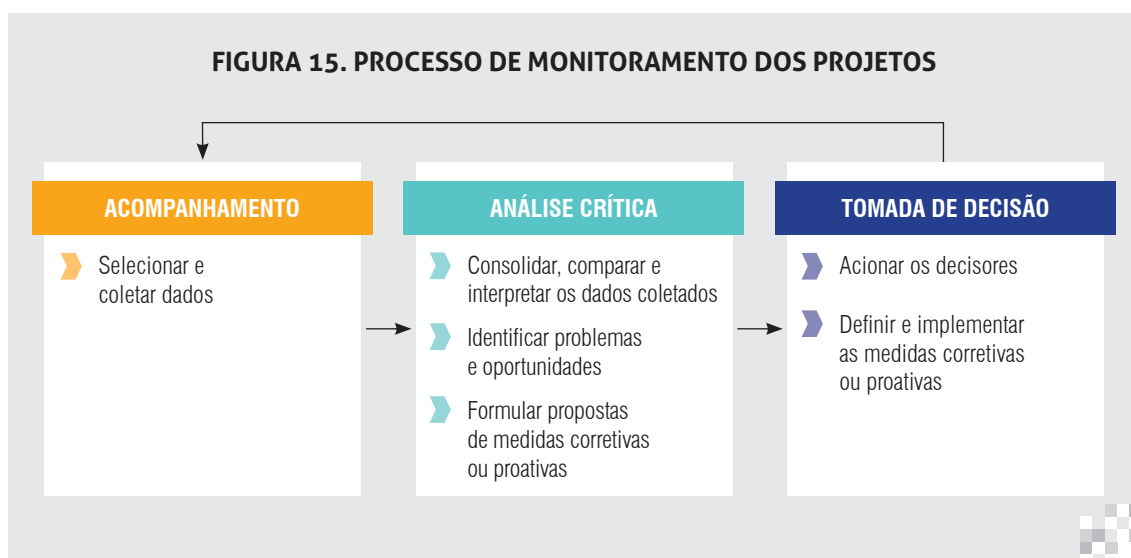 FIGURA 15. PROCESSO DE MONITORAMENTO DOS PROJETOS
ACOMPANHAMENTO
Selecionar e
coletar dados
ANÁLISE CRÍTICA
Consolidar, comparar e
interpretar os dados coletados
Identificar problemas
e oportunidades
Formular propostas
de medidas corretivas
ou proativas
TOMADA DE DECISÃO
Acionar os decisores
Definir e implementar
as medidas corretivas
ou proativas